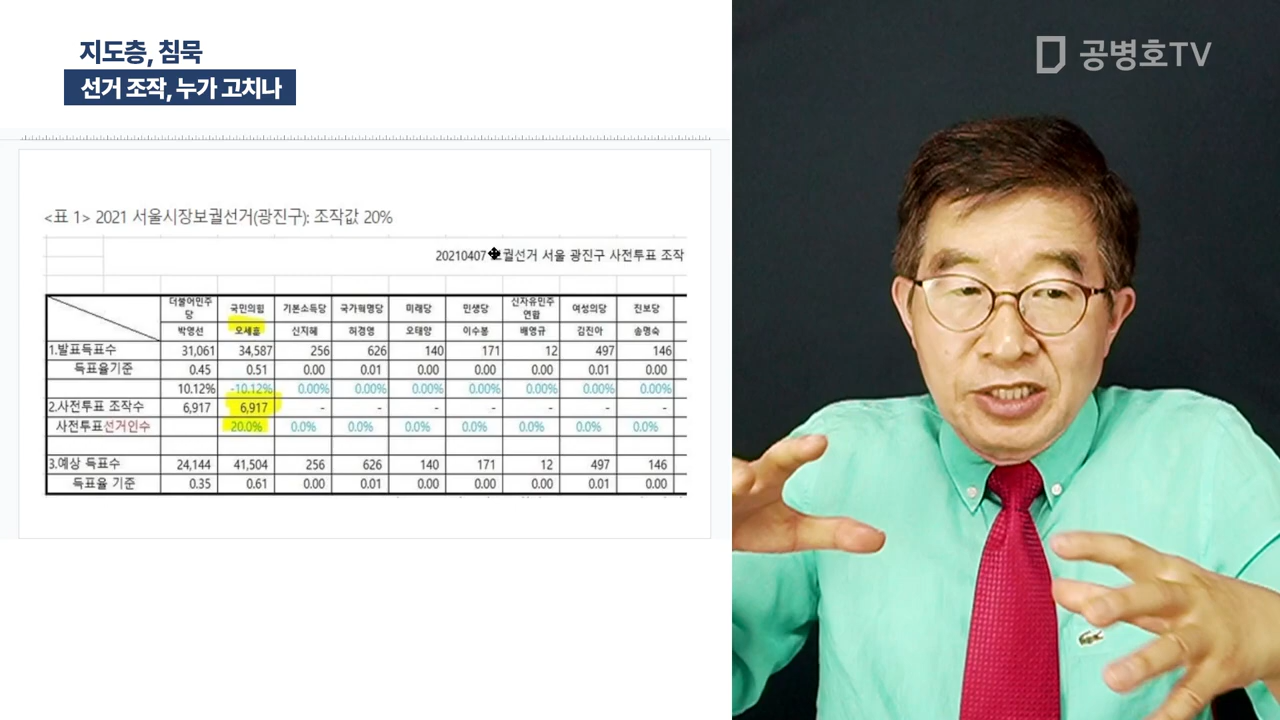 지도층, 침묵
선거 조작, 누가 고치나
공병호TV
<표 1> 2021 서울시장보궐선거(광진구): 조작값 20%
20210407 궐선거 서울 광진구 사전투표 조작
더불어민주당 국민의힘 기본소득당 국가혁명당 미래당 민생당 신자유민주연합 여성의당 진보당
박영선 오세훈 신지혜 허경영 오태양 이수봉 배영규 김진아 송명숙
1.발표득표수 31,061 34,587 256 626 140 171 12 497 146
득표율기준 0.45 0.51 0.00 0.01 0.00 0.00 0.00 0.01 0.00
10.12% -10.12% 0.00% 0.00% 0.00% 0.00% 0.00% 0.00% 0.00%
2.사전투표 조작수 6,917 6,917 - - - - - - -
사전투표선거인수 20.0% 0.0% 0.0% 0.0% 0.0% 0.0% 0.0% 0.0%
3.예상 득표수 24,144 41,504 256 626 140 171 12 497 146
득표율 기준 0.35 0.61 0.00 0.01 0.00 0.00 0.00 0.01 0.00